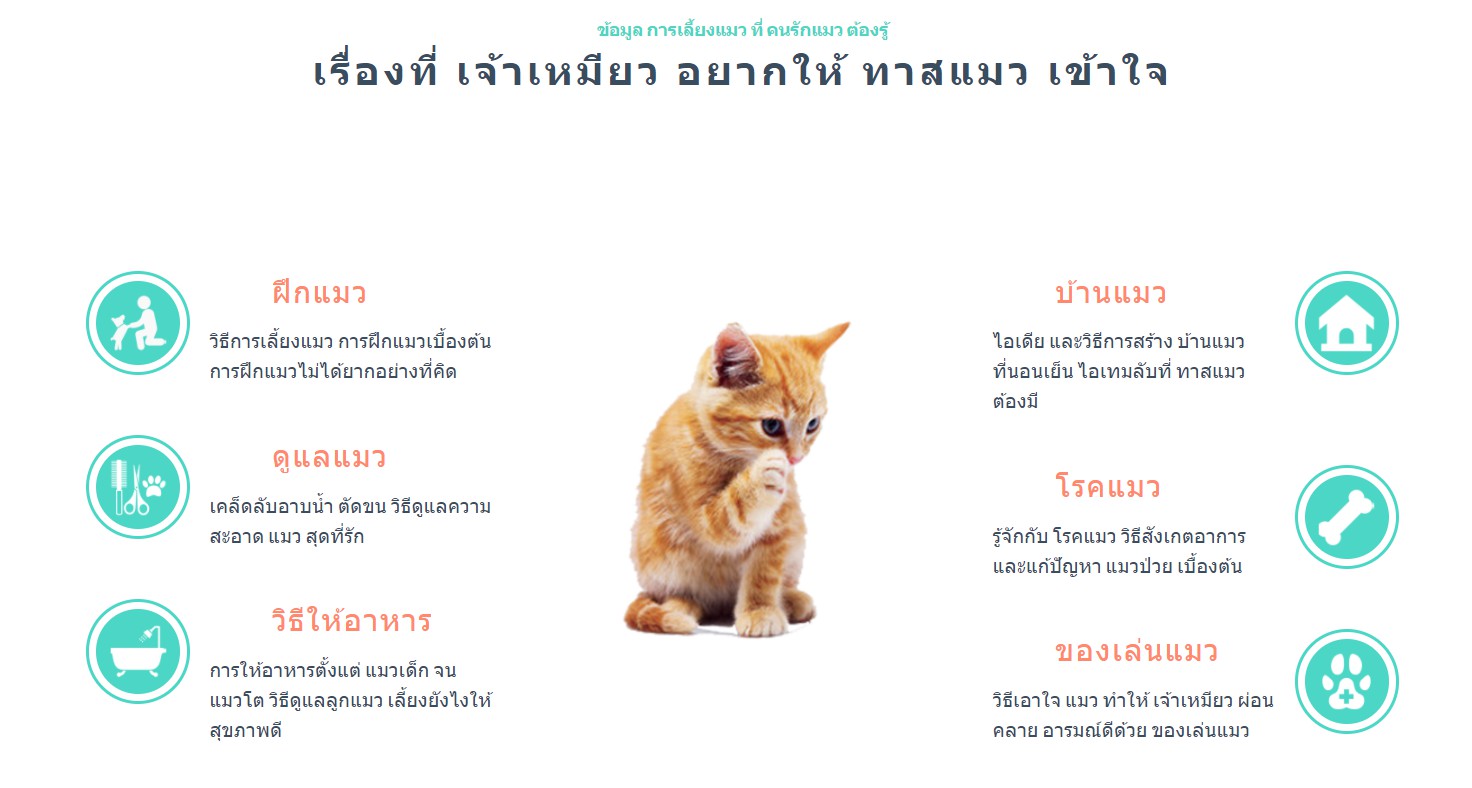 ข้อมูล การเลี้ยงแมว ที่ คนรักแมว ต้องรู้
เรื่องที่ เจ้าเหมียว อยากให้ ทาสแมว เข้าใจ
ฝึกแมว
วิธีการเลี้ยงแมว การฝึกแมวเบื้องต้น
การฝึกแมวไม่ได้ยากอย่างที่คิด
ดูแลแมว
เคล็ดลับอาบน้ำ ตัดขน วิธีดูแลความ
สะอาด แมว สุดที่รัก
วิธีให้อาหาร
การให้อาหารตั้งแต่ แมวเด็ก จน
แมวโต วิธีดูแลลูกแมว เลี้ยงยังไงให้
สุขภาพดี
บ้านแมว
ไอเดีย และวิธีการสร้าง บ้านแมว
ที่นอนเย็น ไอเทมลับที่ ทาสแมว
ต้องมี
โรคแมว
รู้จักกับ โรคแมว วิธีสังเกตอาการ
และแก้ปัญหา แมวป่วย เบื้องต้น
ของเล่นแมว
วิธีเอาใจ แมว ทำให้ เจ้าเหมียว ผ่อน
คลาย อารมณ์ดีด้วย ของเล่นแมว